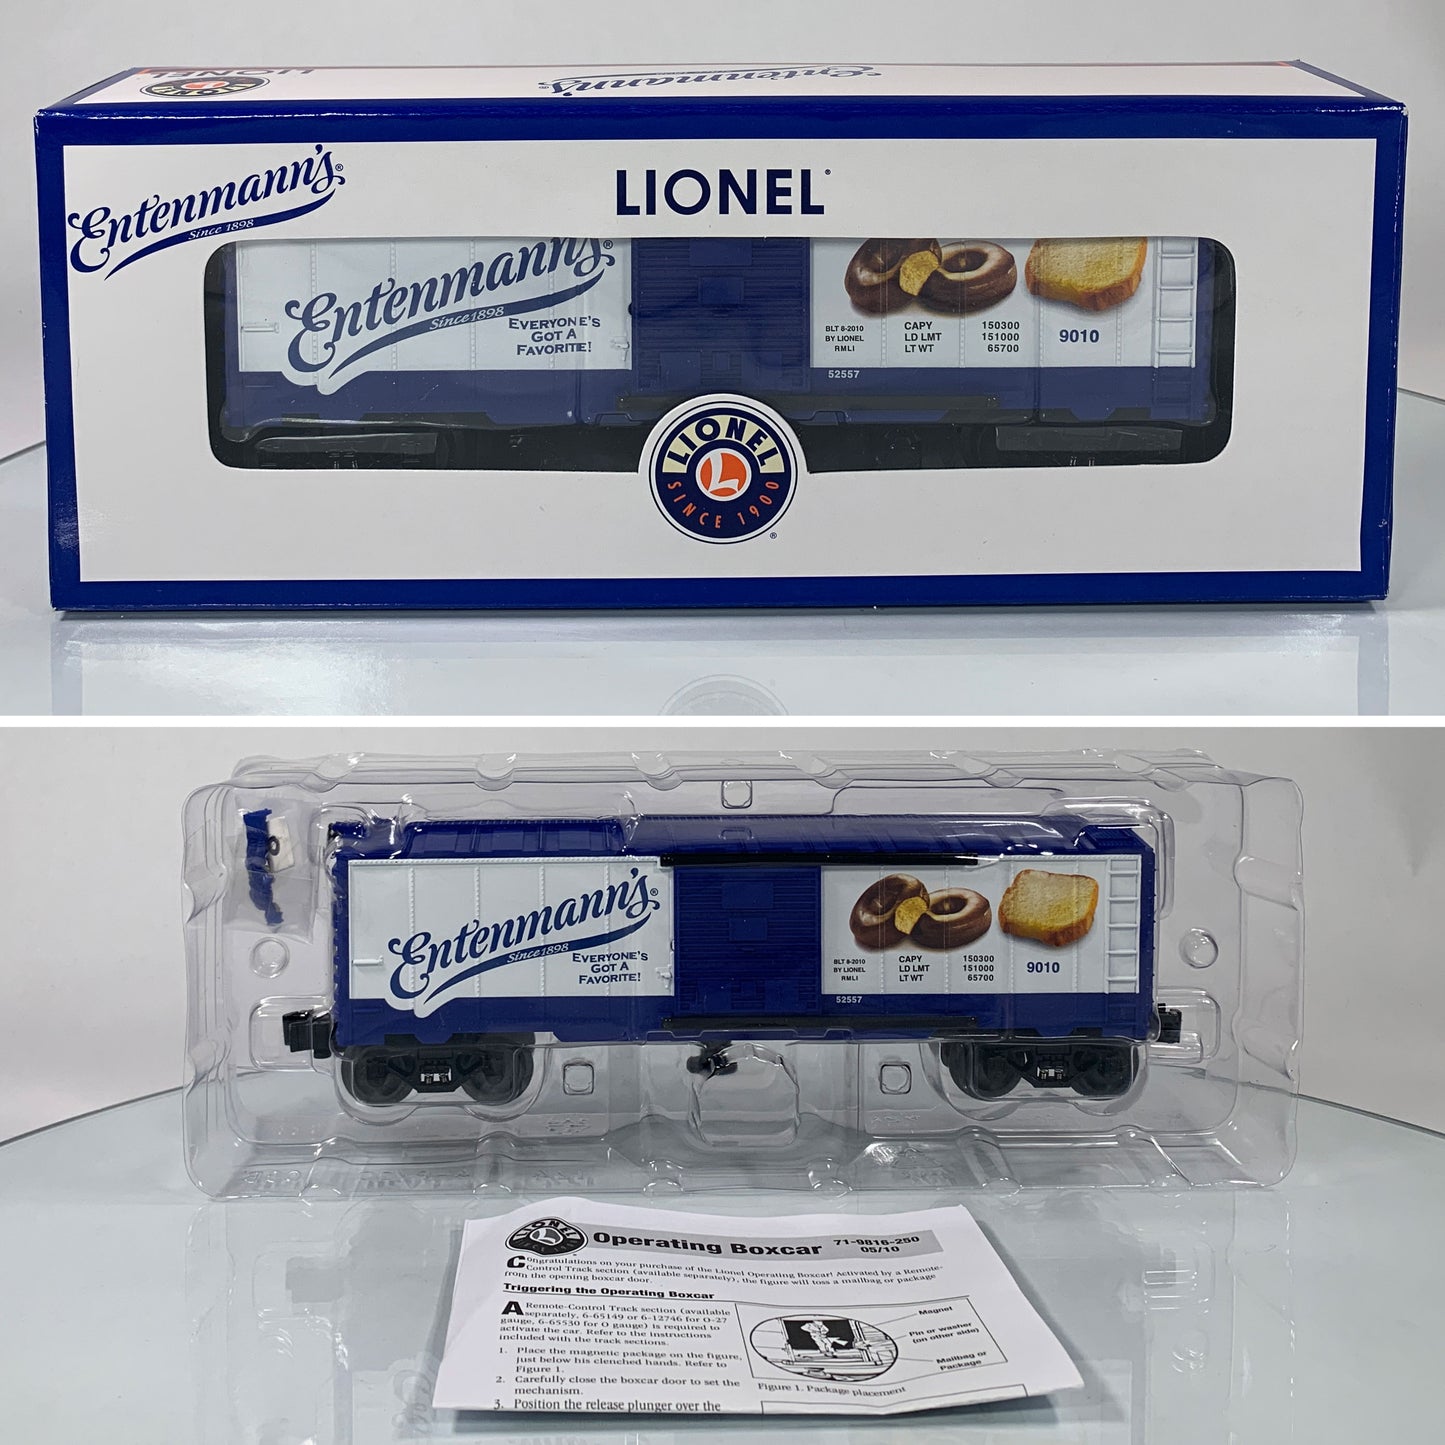 LIONEL
LIONEL
Entenmann's®
Entenmann's®
Since 1898
LIONEL®
Entenmann's®
Since 1898
EVERYONE'S
GOT A
FAVORITE!
BLT 8-2010
BY LIONEL
RMLI
CAPY 150300
LD LMT 151000
LT WT 65700
9010
52557
LIONEL
L
SINCE 1900
®
Entenmann's®
Since 1898
EVERYONE'S
GOT A
FAVORITE!
BLT 8-2010
BY LIONEL
RMLI
CAPY 150300
LD LMT 151000
LT WT 65700
9010
52557
LIONEL
L
SINCE 1900
Operating Boxcar
71-9816-250
05/10
Congratulations on your purchase of the Lionel Operating Boxcar! Activated by a Remote-
Control Track section (available separately), the figure will toss a mailbag or package
from the opening boxcar door.
Triggering the Operating Boxcar
A Remote-Control Track section (available
separately, 6-65149 or 6-12746 for O-27
gauge, 6-65530 for O gauge) is required to
activate the car. Refer to the instructions
included with the track sections.
1. Place the magnetic package on the figure,
just below his clenched hands. Refer to
Figure 1.
2. Carefully close the boxcar door to set the
mechanism.
3. Position the release plunger over the
Magnet
Pin or washer
(on other side)
Mailbag or
Package
Figure 1. Package placement